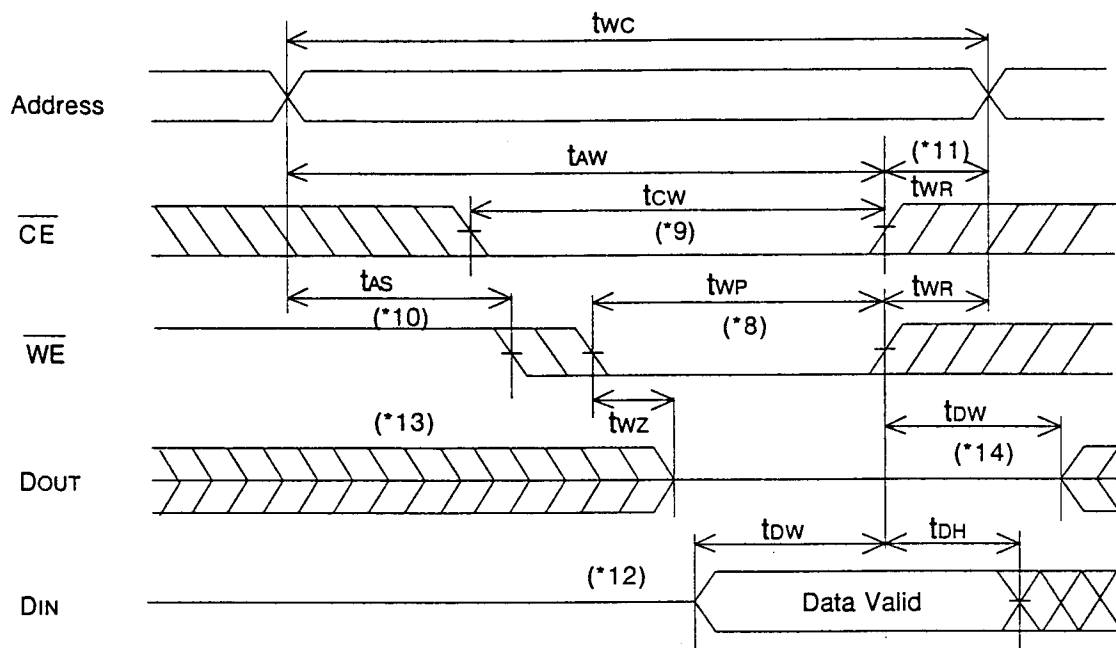 tWC
Address
tAW
(*11)
tWR
tCW
CE
(*9)
tAS
tWP
tWR
(*10)
(*8)
WE
tWZ
tDW
(*13)
(*14)
DOUT
tDW
tDH
(*12)
DIN
Data Valid